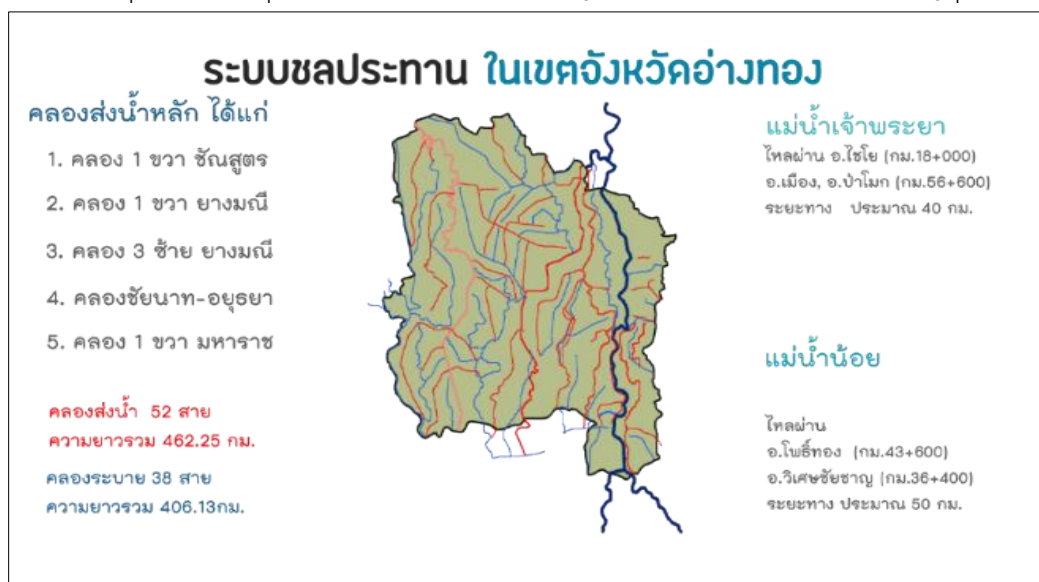 ระบบชลประทาน ในเขตจังหวัดอ่างทอง
คลองส่งน้ำหลัก ได้แก่
1. คลอง 1 ขวา ชัณสูตร
2. คลอง 1 ขวา ยางมณี
3. คลอง 3 ซ้าย ยางมณี
4. คลองชัยนาท-อยุธยา
5. คลอง 1 ขวา มหาราช
คลองส่งน้ำ 52 สาย
ความยาวรวม 462.25 กม.
คลองระบาย 38 สาย
ความยาวรวม 406.13กม.
แม่น้ำเจ้าพระยา
ไหลผ่าน อ.ไชโย (กม.18+000)
อ.เมือง, อ.ป่าโมก (กม.56+600)
ระยะทาง ประมาณ 40 กม.
แม่น้ำน้อย
ไหลผ่าน
อ.โพธิ์ทอง (กม.43+600)
อ.วิเศษชัยชาญ (กม.36+400)
ระยะทาง ประมาณ 50 กม.